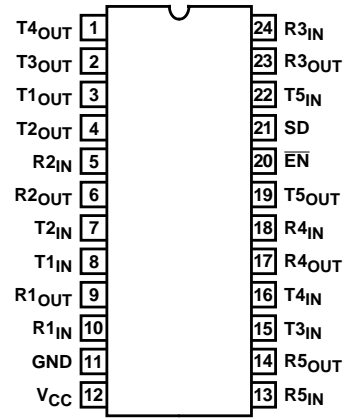 T4OUT 1 24 R3IN
T3OUT 2 23 R3OUT
T1OUT 3 22 T5IN
T2OUT 4 21 SD
R2IN 5 20 E̅N̅
R2OUT 6 19 T5OUT
T2IN 7 18 R4IN
T1IN 8 17 R4OUT
R1OUT 9 16 T4IN
R1IN 10 15 T3IN
GND 11 14 R5OUT
VCC 12 13 R5IN